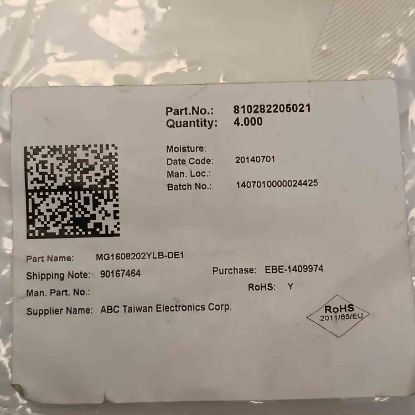 Part.No.: 810282205021
Quantity: 4.000
Moisture:
Date Code: 20140701
Man. Loc.:
Batch No.: 1407010000024425
Part Name: MG1608202YLB-DE1
Shipping Note: 90167464 Purchase: EBE-1409974
Man. Part. No.: RoHS: Y
Supplier Name: ABC Taiwan Electronics Corp.
RoHS
2011/65/EU